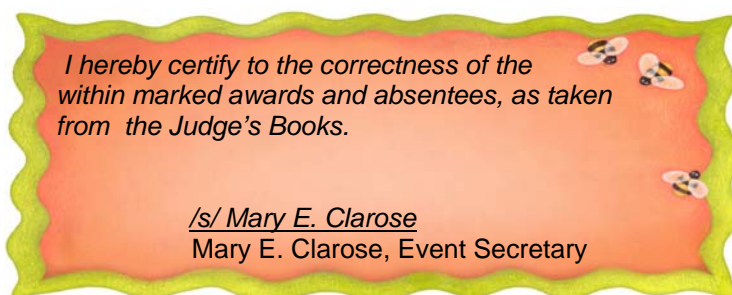 I hereby certify to the correctness of the
within marked awards and absentees, as taken
from the Judge's Books.
/s/ Mary E. Clarose
Mary E. Clarose, Event Secretary